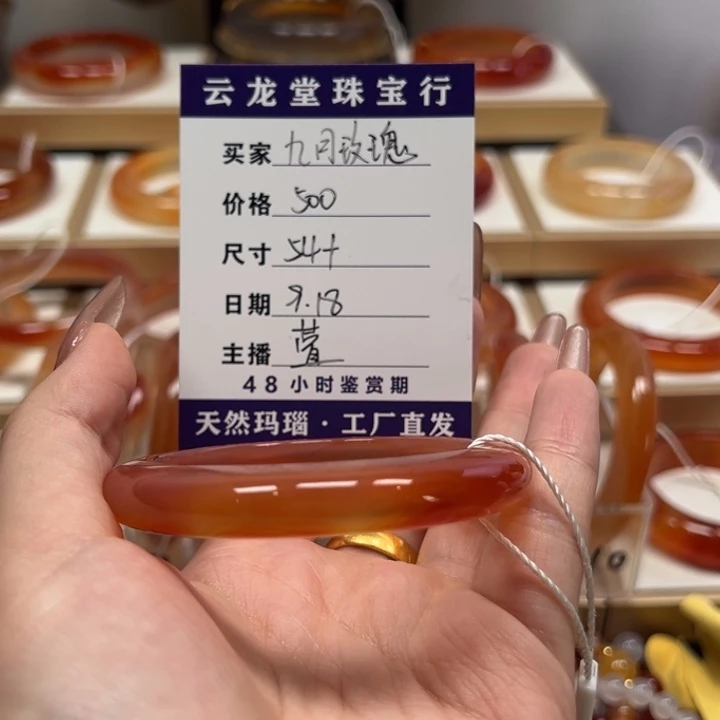 云龙堂珠宝行
买家 九月玫瑰
价格 500
尺寸 54+
日期 9.18
主播 萱
48小时鉴赏期
天然玛瑙·工厂直发